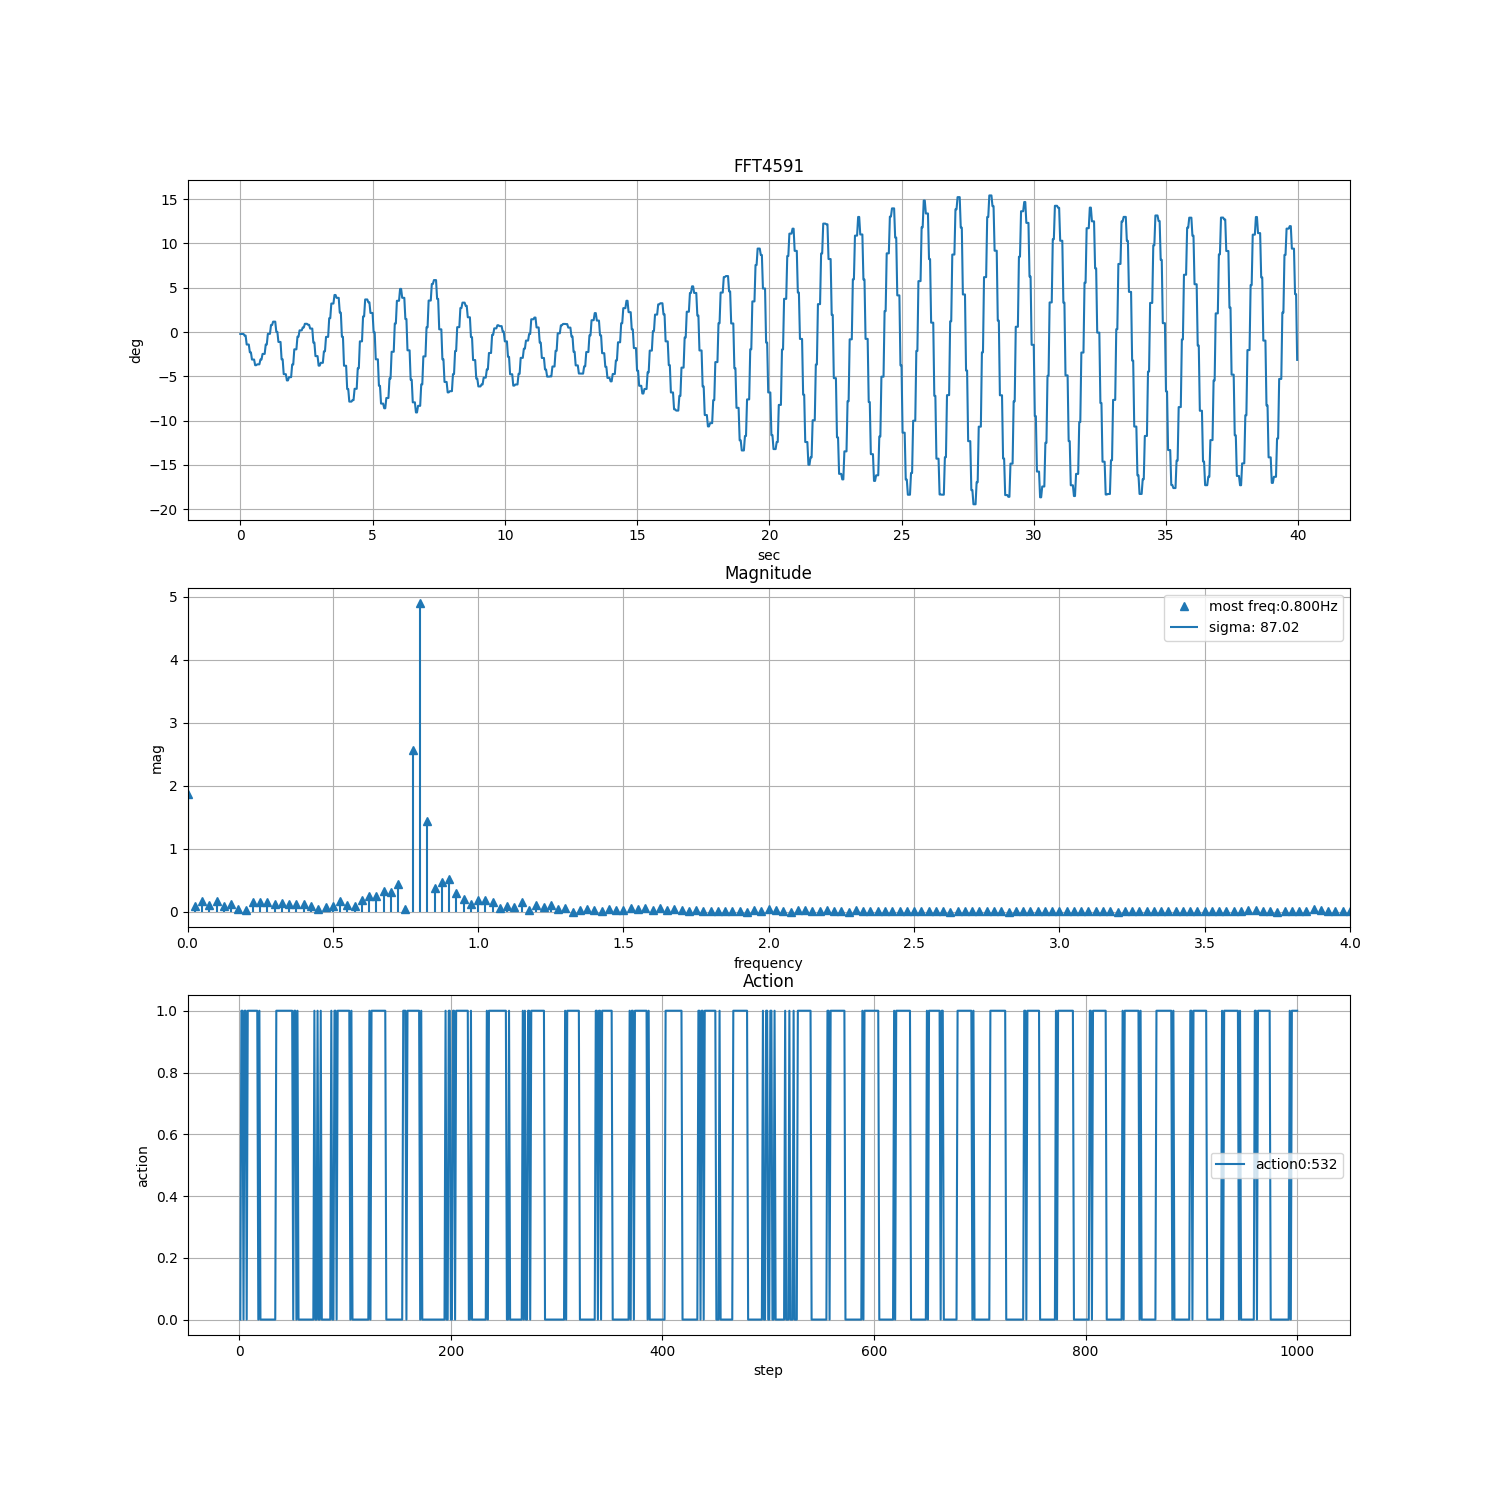 FFT4591
15
10
5
0
−5
−10
−15
−20
deg
0 5 10 15 20 25 30 35 40
sec
Magnitude
5
4
3
2
1
0
mag
most freq:0.800Hz
sigma: 87.02
0.0 0.5 1.0 1.5 2.0 2.5 3.0 3.5 4.0
frequency
Action
1.0
0.8
0.6
0.4
0.2
0.0
action
action0:532
0 200 400 600 800 1000
step